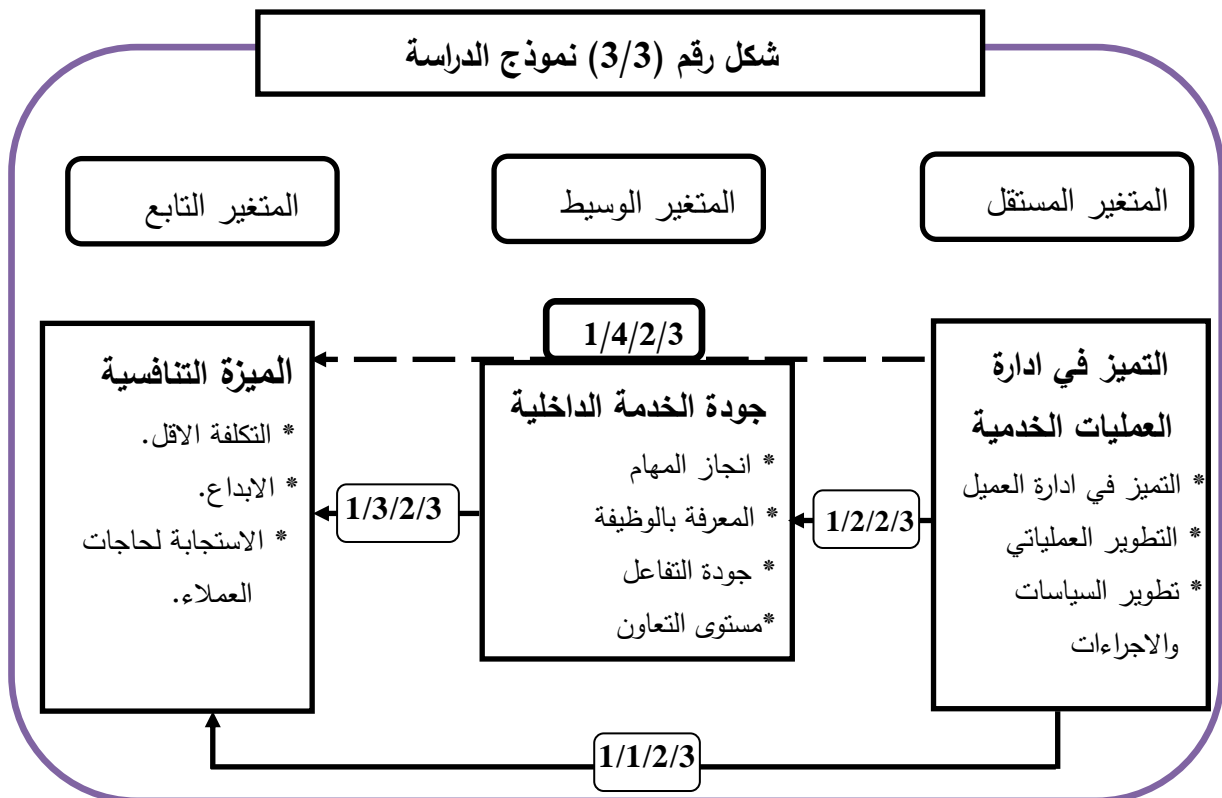 شكل رقم (3/3) نموذج الدراسة
المتغير المستقل
المتغير الوسيط
المتغير التابع
1/4/2/3
التميز في ادارة
العمليات الخدمية
* التميز في ادارة العميل
* التطوير العملياتي
* تطوير السياسات
والاجراءات
1/2/2/3
جودة الخدمة الداخلية
* انجاز المهام
* المعرفة بالوظيفة
* جودة التفاعل
*مستوى التعاون
1/3/2/3
الميزة التنافسية
* التكلفة الاقل.
* الابداع.
* الاستجابة لحاجات
العملاء.
1/1/2/3